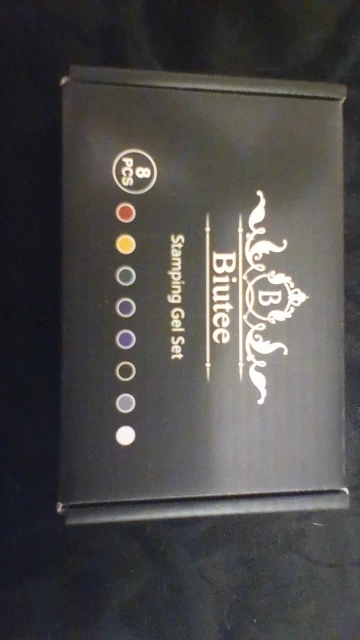 B
Biutee
Stamping Gel Set
8
PCS